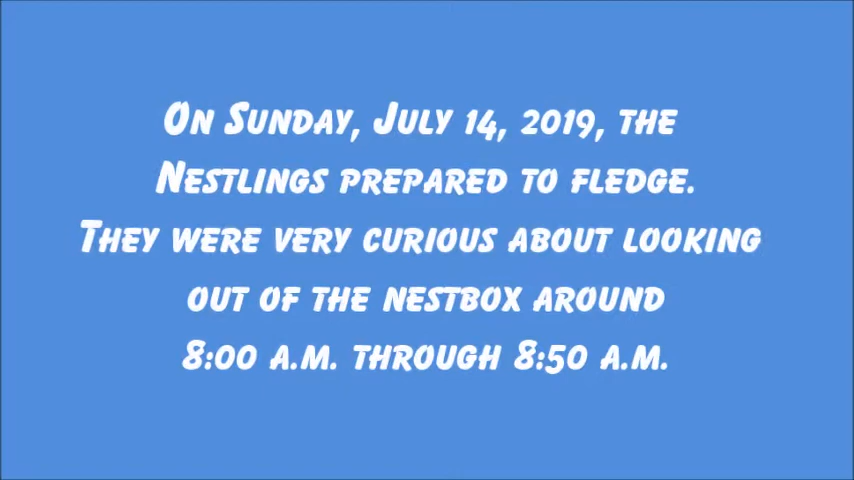 On Sunday, July 14, 2019, the
Nestlings prepared to fledge.
They were very curious about looking
out of the nestbox around
8:00 a.m. through 8:50 a.m.